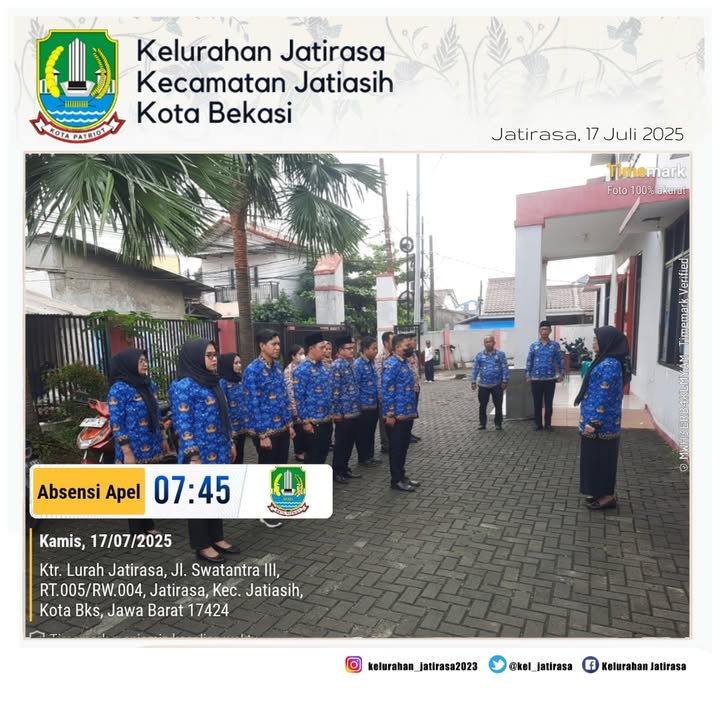 Kelurahan Jatirasa
Kecamatan Jatiasih
Kota Bekasi
KOTA PATRIOT
Jatirasa, 17 Juli 2025
Timemark
Foto 100% akurat
Timemark Verified
Absensi Apel 07:45
Kamis, 17/07/2025
Ktr. Lurah Jatirasa, Jl. Swatantra III,
RT.005/RW.004, Jatirasa, Kec. Jatiasih,
Kota Bks, Jawa Barat 17424
kelurahan_jatirasa2023 @kel_jatirasa Kelurahan Jatirasa